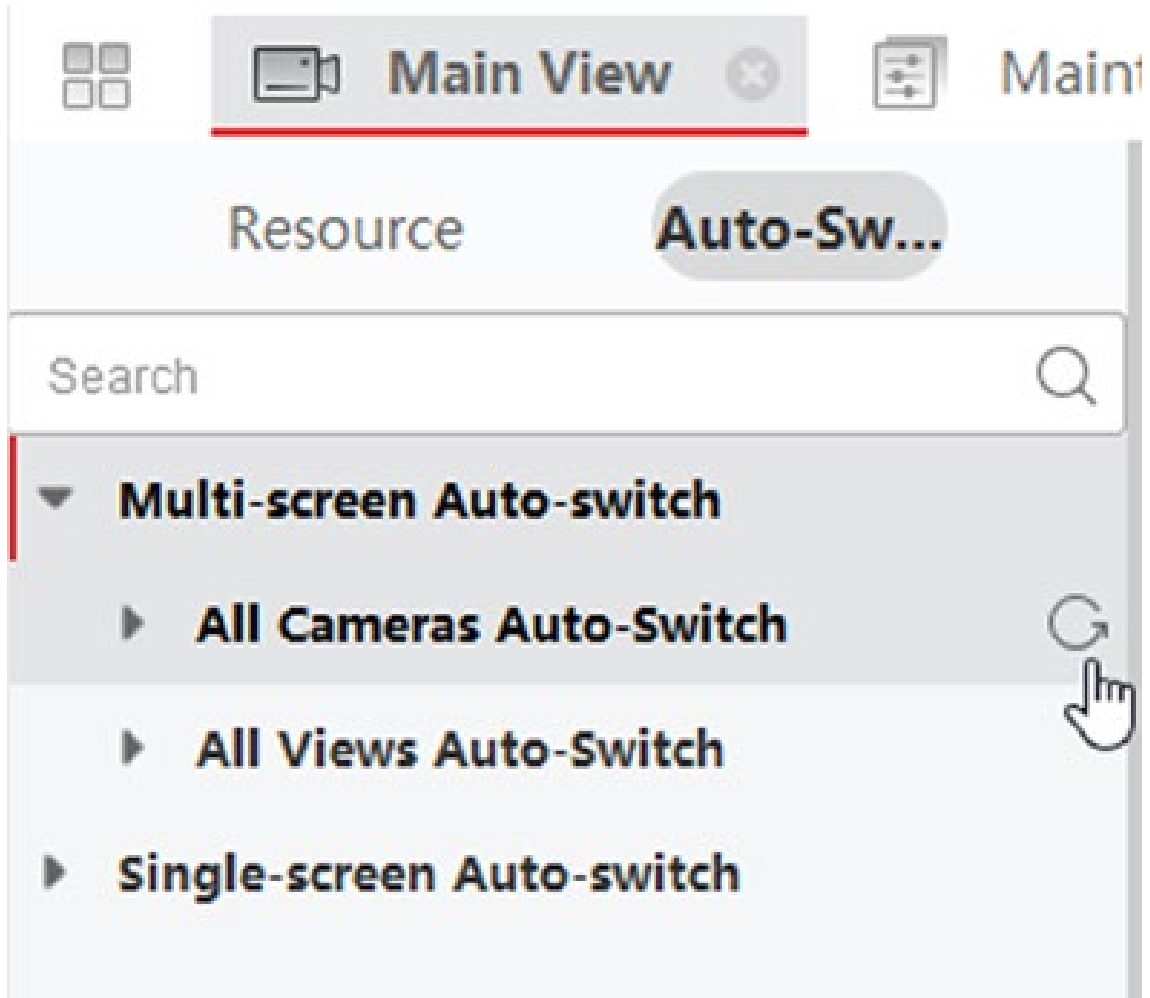 Main View Maint
Resource Auto-Sw...
Search
Multi-screen Auto-switch
All Cameras Auto-Switch
All Views Auto-Switch
Single-screen Auto-switch